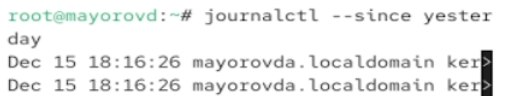 root@mayorovd:~# journalctl --since yester
day
Dec 15 18:16:26 mayorovda.localdomain ker>
Dec 15 18:16:26 mayorovda.localdomain ker>